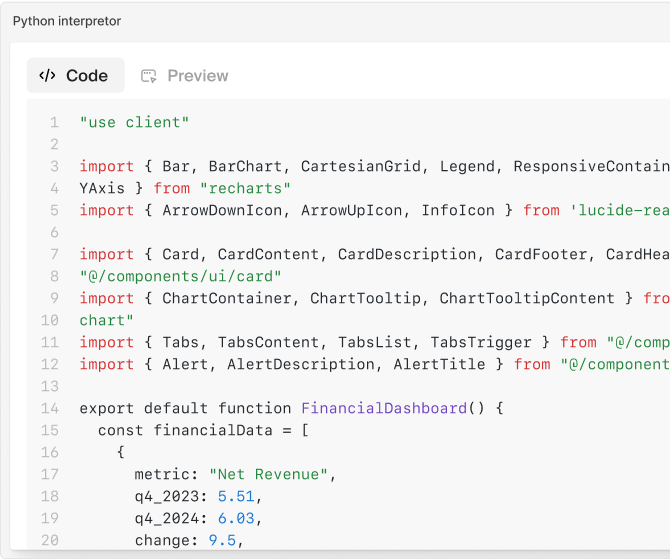 Python interpretor
Code
Preview
1 "use client"
2
3 import { Bar, BarChart, CartesianGrid, Legend, ResponsiveContain
4 YAxis } from "recharts"
5 import { ArrowDownIcon, ArrowUpIcon, InfoIcon } from 'lucide-rea
6
7 import { Card, CardContent, CardDescription, CardFooter, CardHea
8 "@/components/ui/card"
9 import { ChartContainer, ChartTooltip, ChartTooltipContent } fro
10 chart"
11 import { Tabs, TabsContent, TabsList, TabsTrigger } from "@/comp
12 import { Alert, AlertDescription, AlertTitle } from "@/component
13
14 export default function FinancialDashboard() {
15 const financialData = [
16 {
17 metric: "Net Revenue",
18 q4_2023: 5.51,
19 q4_2024: 6.03,
20 change: 9.5,